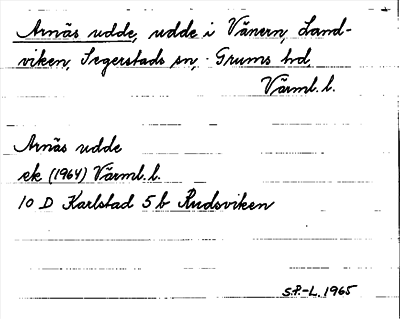 Arnäs udde, udde i Vänern, Land-
viken, Segerstads sn, Grums hd,
Värml. l.
Arnäs udde
ek (1964) Värml. l.
10 D Karlstad 5 b Rudsviken
S.P.-L. 1965